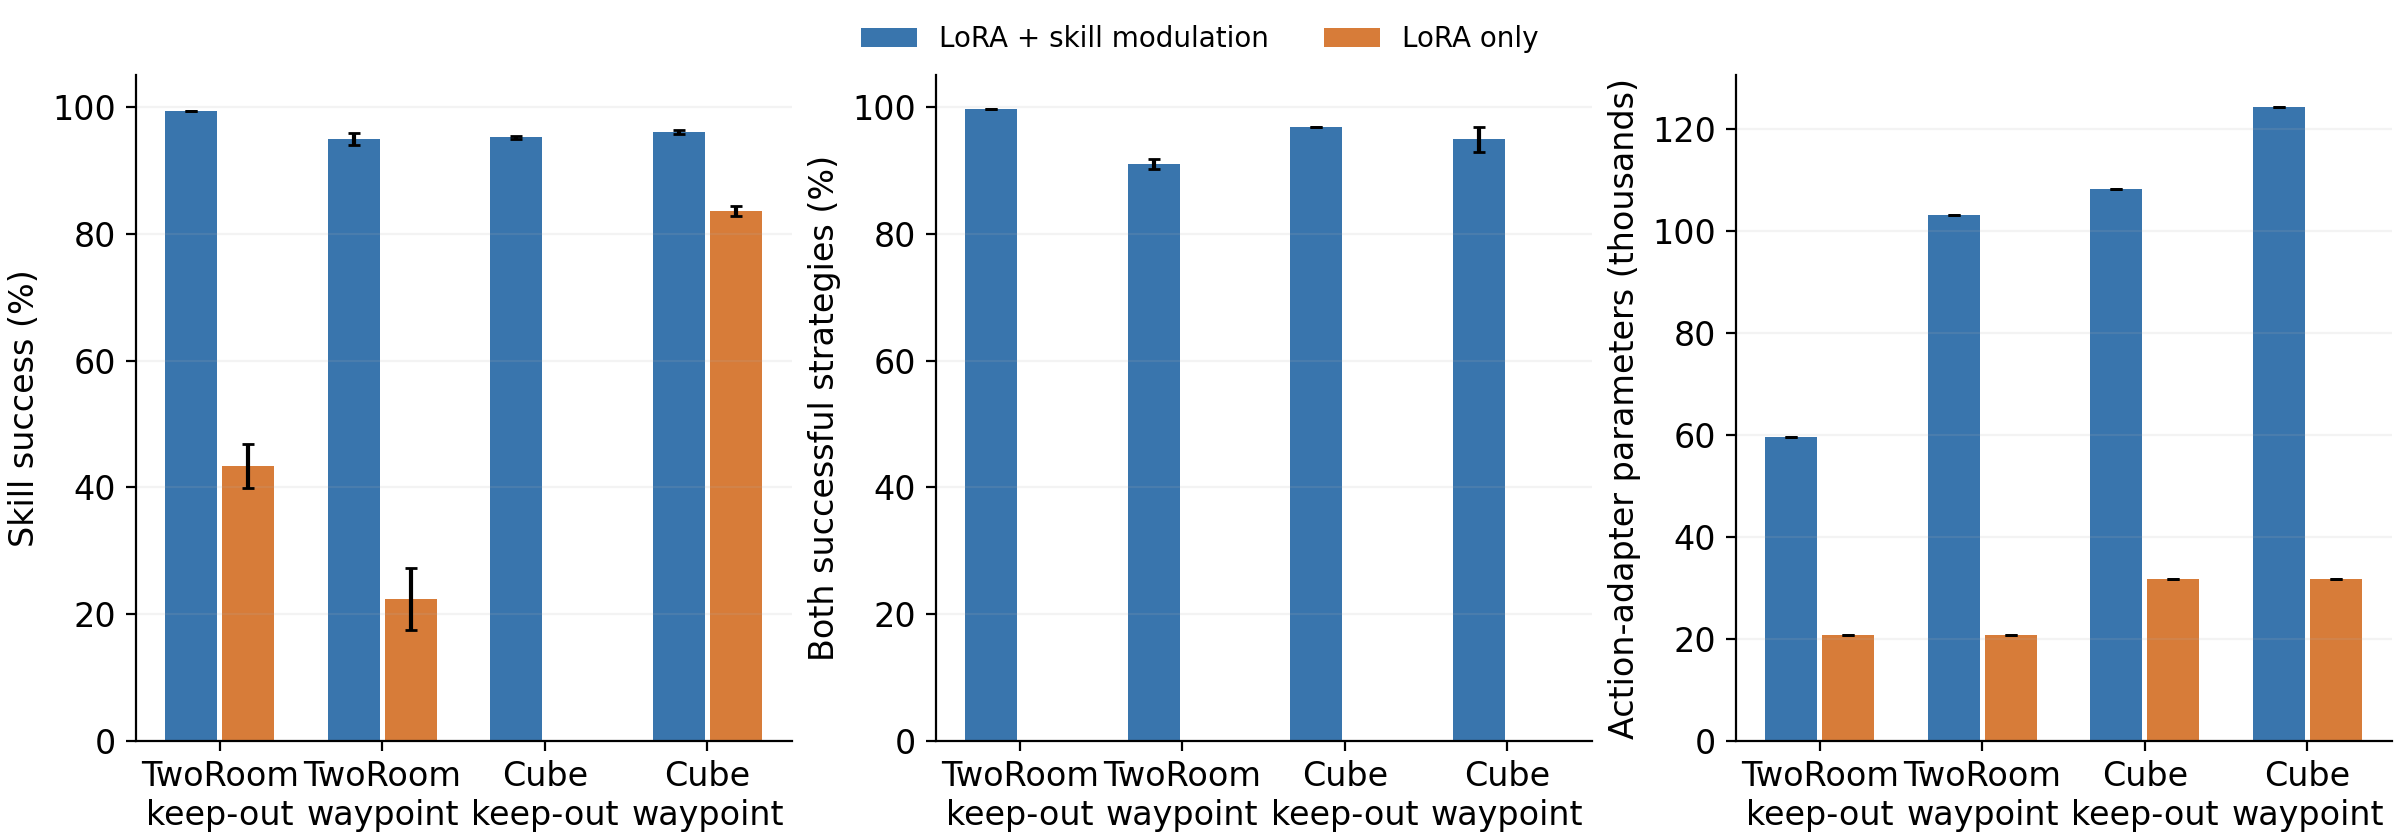 LoRA + skill modulation
LoRA only
Skill success (%)
100
80
60
40
20
0
TwoRoom
keep-out
TwoRoom
waypoint
Cube
keep-out
Cube
waypoint
Both successful strategies (%)
100
80
60
40
20
0
TwoRoom
keep-out
TwoRoom
waypoint
Cube
keep-out
Cube
waypoint
Action-adapter parameters (thousands)
120
100
80
60
40
20
0
TwoRoom
keep-out
TwoRoom
waypoint
Cube
keep-out
Cube
waypoint